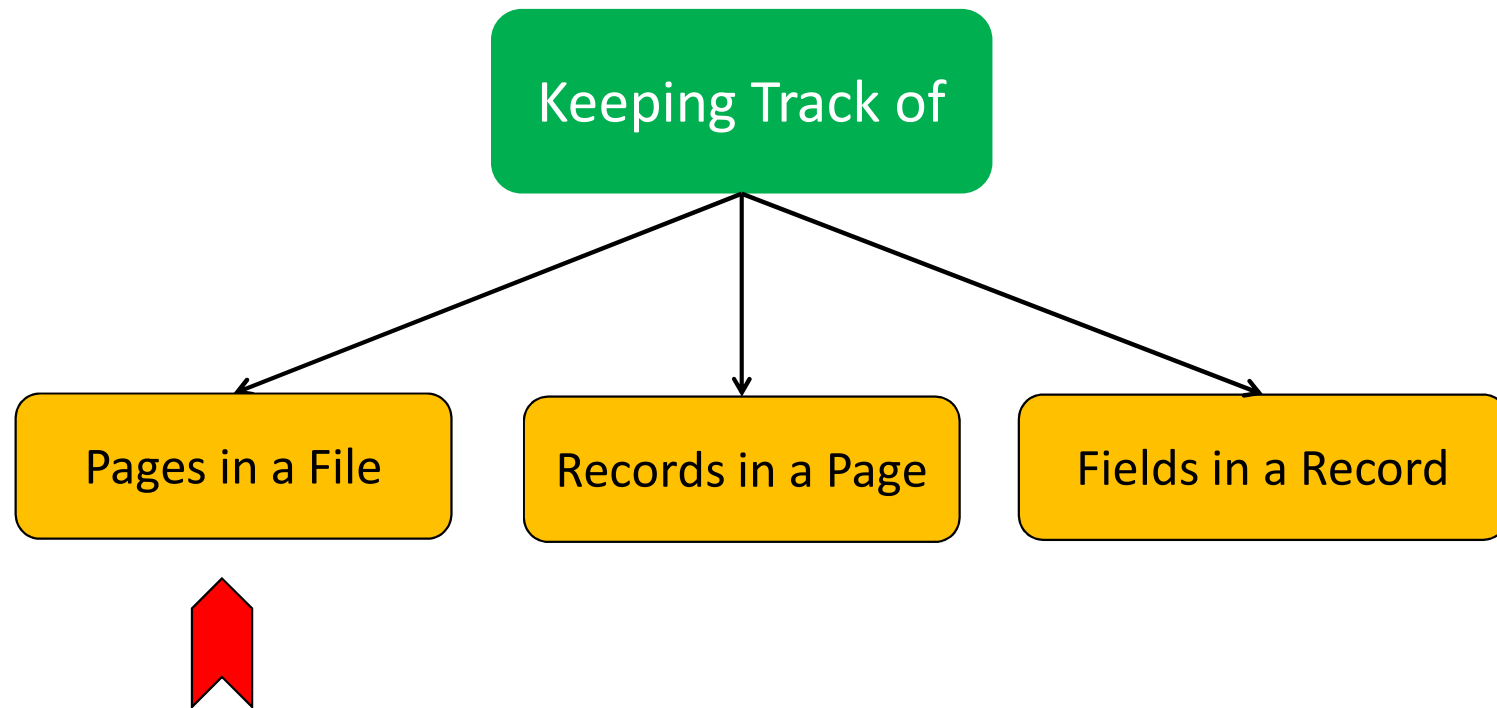 Keeping Track of
Pages in a File
Records in a Page
Fields in a Record